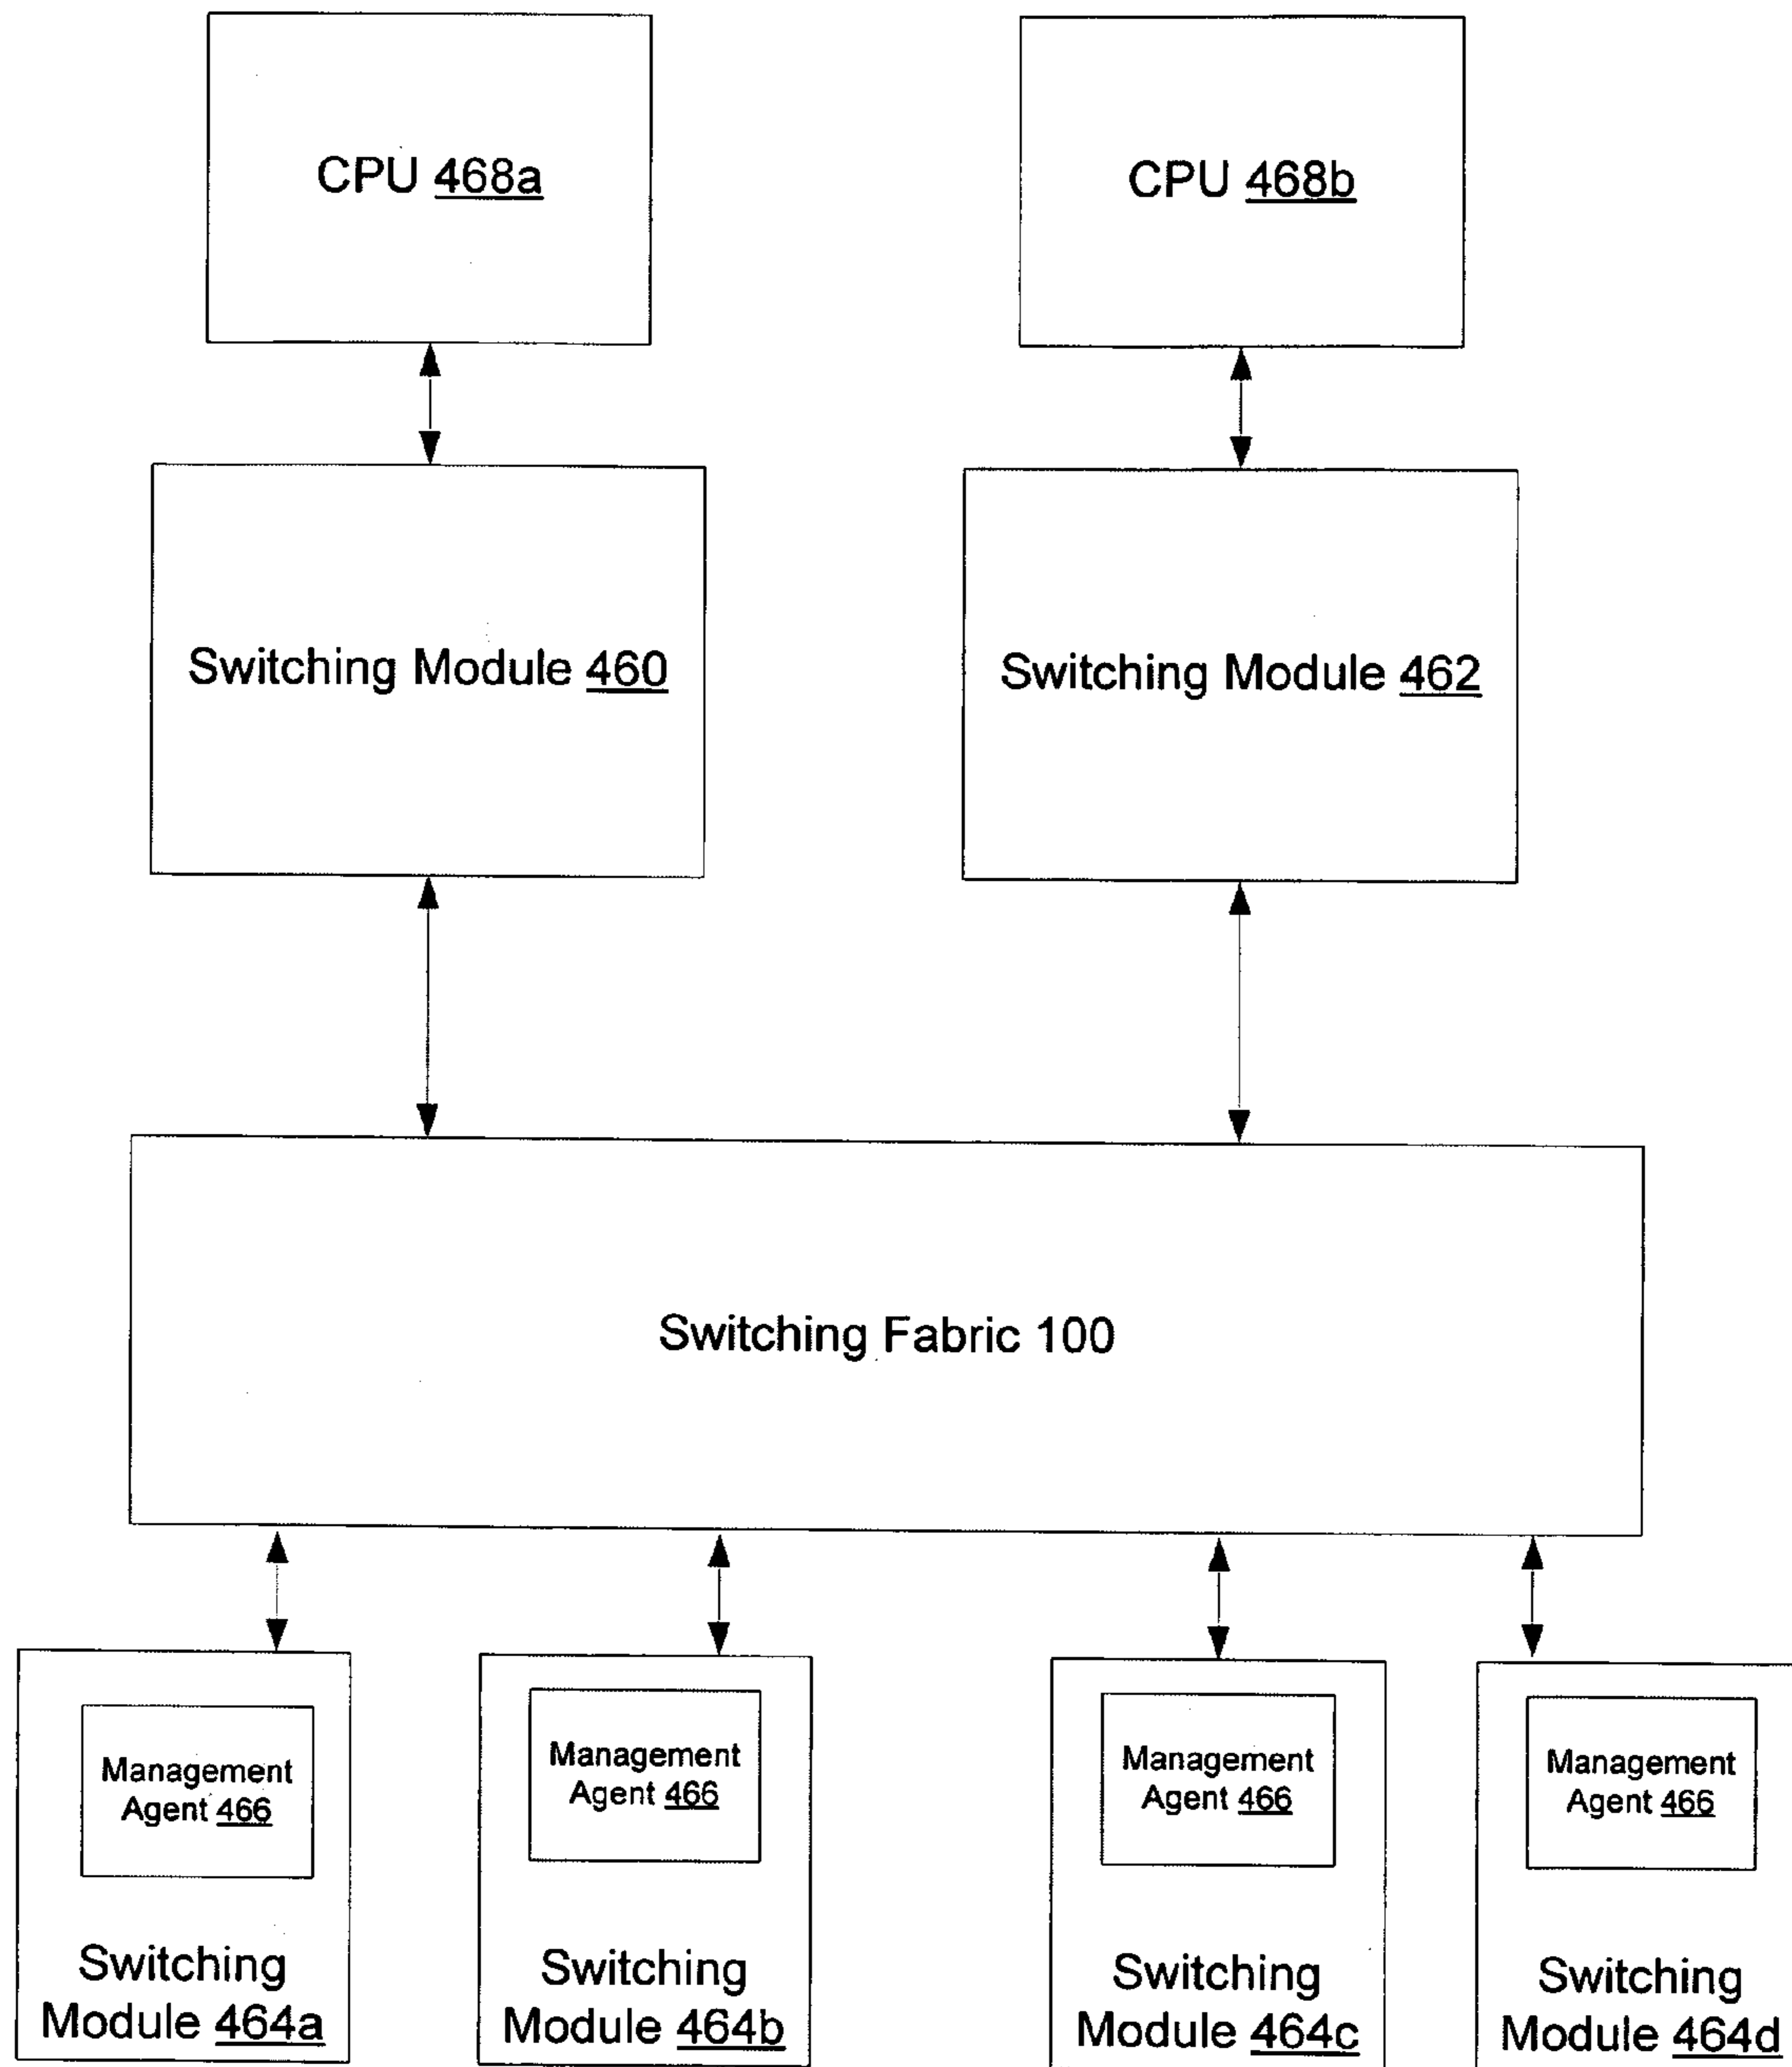 CPU 468a
CPU 468b
Switching Module 460
Switching Module 462
Switching Fabric 100
Management
Agent 466
Switching
Module 464a
Management
Agent 466
Switching
Module 464b
Management
Agent 466
Switching
Module 464c
Management
Agent 466
Switching
Module 464d